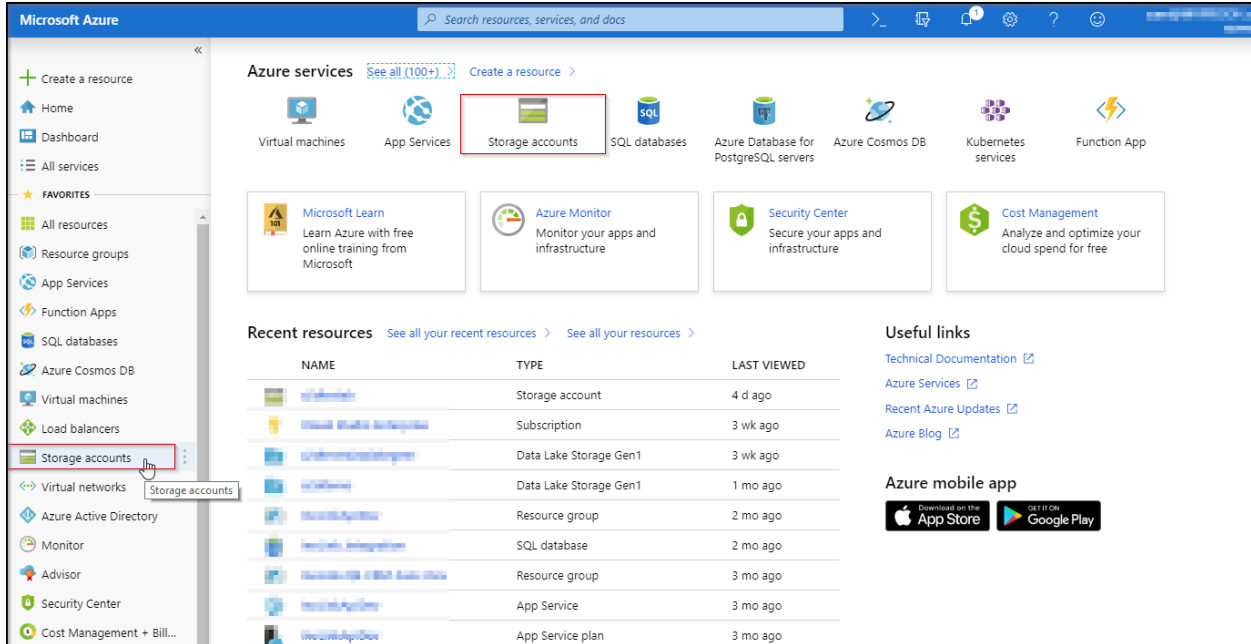 Microsoft Azure
Search resources, services, and docs
1
«
Create a resource
Home
Dashboard
All services
FAVORITES
All resources
Resource groups
App Services
Function Apps
SQL databases
Azure Cosmos DB
Virtual machines
Load balancers
Storage accounts
Storage accounts
Virtual networks
Azure Active Directory
Monitor
Advisor
Security Center
Cost Management + Bill...
Azure services See all (100+) Create a resource
Virtual machines
App Services
Storage accounts
SQL
SQL databases
Azure Database for
PostgreSQL servers
Azure Cosmos DB
Kubernetes
services
Function App
101
Microsoft Learn
Learn Azure with free
online training from
Microsoft
Azure Monitor
Monitor your apps and
infrastructure
Security Center
Secure your apps and
infrastructure
Cost Management
Analyze and optimize your
cloud spend for free
Recent resources See all your recent resources See all your resources
NAME TYPE LAST VIEWED
Storage account 4 d ago
Subscription 3 wk ago
Data Lake Storage Gen1 3 wk ago
Data Lake Storage Gen1 1 mo ago
Resource group 2 mo ago
SQL database 2 mo ago
Resource group 3 mo ago
App Service 3 mo ago
App Service plan 3 mo ago
Useful links
Technical Documentation
Azure Services
Recent Azure Updates
Azure Blog
Azure mobile app
Download on the
App Store
GET IT ON
Google Play